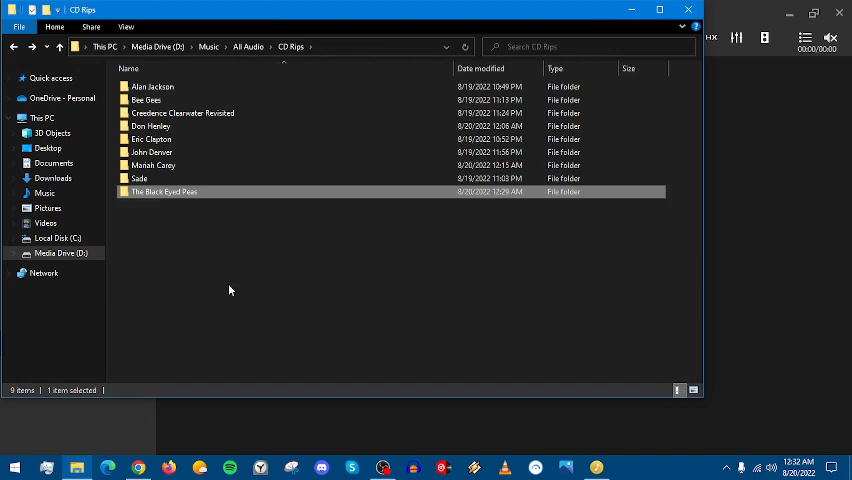 CD Rips
HX
00:00/00:00
File Home Share View
This PC Media Drive (D:) Music All Audio CD Rips
Search CD Rips
Name Date modified Type Size
Quick access
OneDrive - Personal
This PC
3D Objects
Desktop
Documents
Downloads
Music
Pictures
Videos
Local Disk (C:)
Media Drive (D:)
Network
Alan Jackson 8/19/2022 10:49 PM File folder
Bee Gees 8/19/2022 11:13 PM File folder
Creedence Clearwater Revisited 8/19/2022 11:24 PM File folder
Don Henley 8/20/2022 12:06 AM File folder
Eric Clapton 8/19/2022 10:52 PM File folder
John Denver 8/19/2022 11:56 PM File folder
Mariah Carey 8/20/2022 12:15 AM File folder
Sade 8/19/2022 11:03 PM File folder
The Black Eyed Peas 8/20/2022 12:29 AM File folder
9 items 1 item selected
12:32 AM
8/20/2022